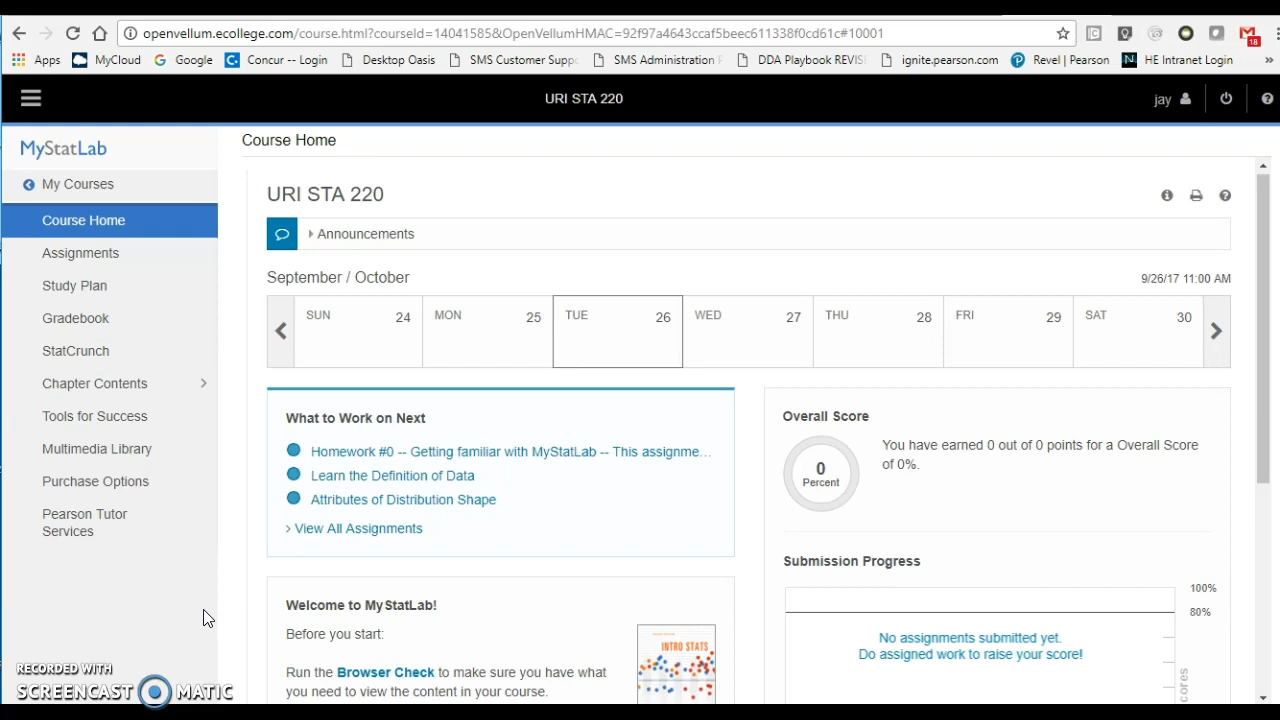 openvellum.ecollege.com/course.html?courseId=14041585&OpenVellumHMAC=92f97a4643ccaf5beec611338f0cd61c#10001
18
Apps MyCloud Google Concur -- Login Desktop Oa SMS Customer Supp SMS Administration DDA Playbook REVIS ignite.pearson.com Revel | Pearson HE Intranet Login »
URI STA 220
jay
MyStatLab
My Courses
Course Home
Assignments
Study Plan
Gradebook
StatCrunch
Chapter Contents
Tools for Success
Multimedia Library
Purchase Options
Pearson Tutor
Services
Course Home
URI STA 220
Announcements
September / October
9/26/17 11:00 AM
SUN 24 MON 25 TUE 26 WED 27 THU 28 FRI 29 SAT 30
What to Work on Next
Homework #0 -- Getting familiar with MyStatLab -- This assignme...
Learn the Definition of Data
Attributes of Distribution Shape
View All Assignments
Overall Score
0
Percent
You have earned 0 out of 0 points for a Overall Score
of 0%.
Submission Progress
100%
80%
No assignments submitted yet.
Do assigned work to raise your score!
cores
Welcome to MyStatLab!
Before you start:
Run the Browser Check to make sure you have what
you need to view the content in your course.
INTRO STATS
RECORDED WITH
SCREENCAST MATIC